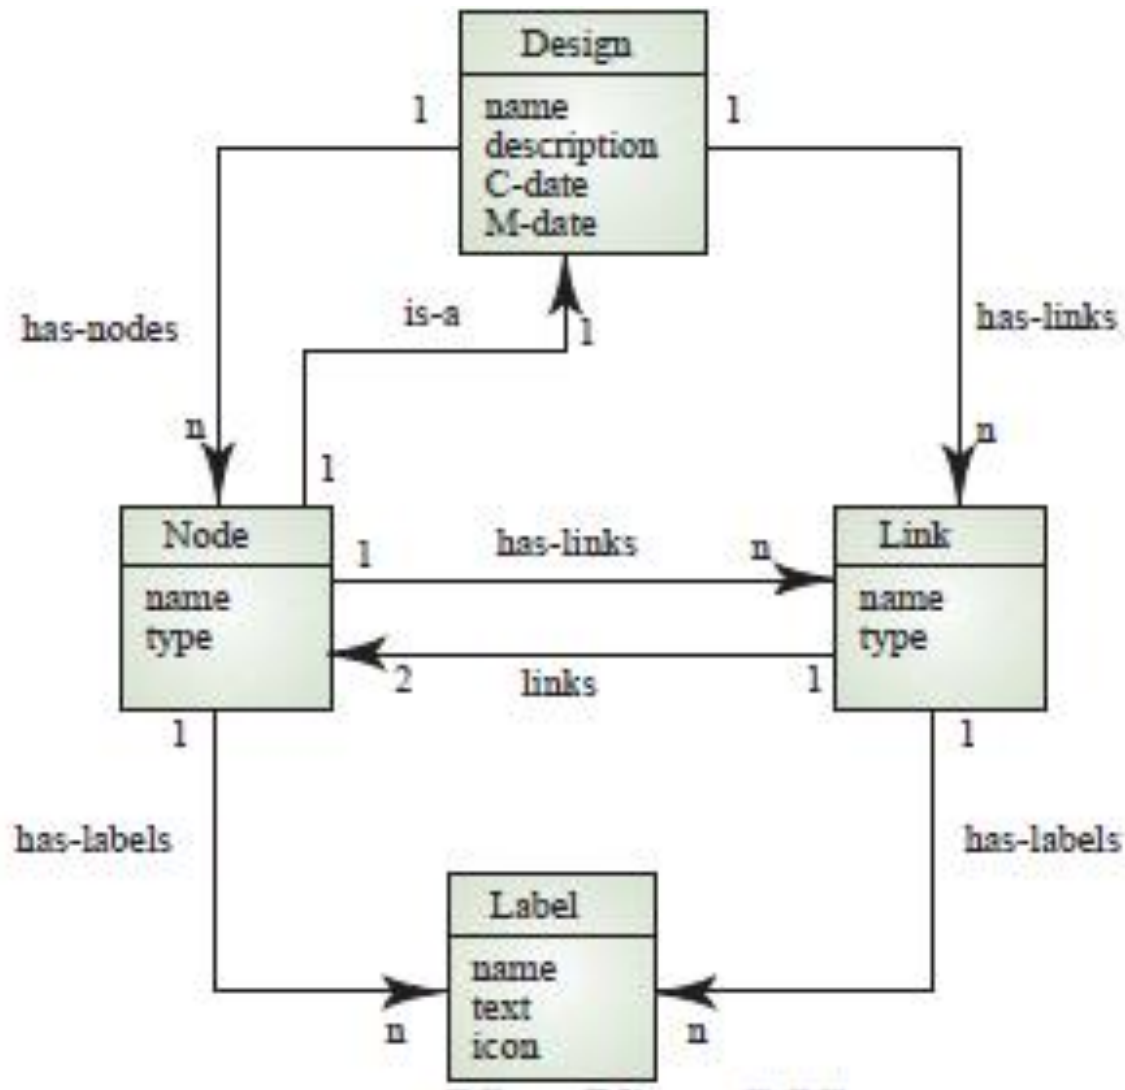 Design
1
1
name
description
C-date
M-date
has-nodes
is-a
1
has-links
n
1
n
Node
1
has-links
n
Link
name
type
name
type
2
links
1
1
1
has-labels
has-labels
Label
name
text
icon
n
n